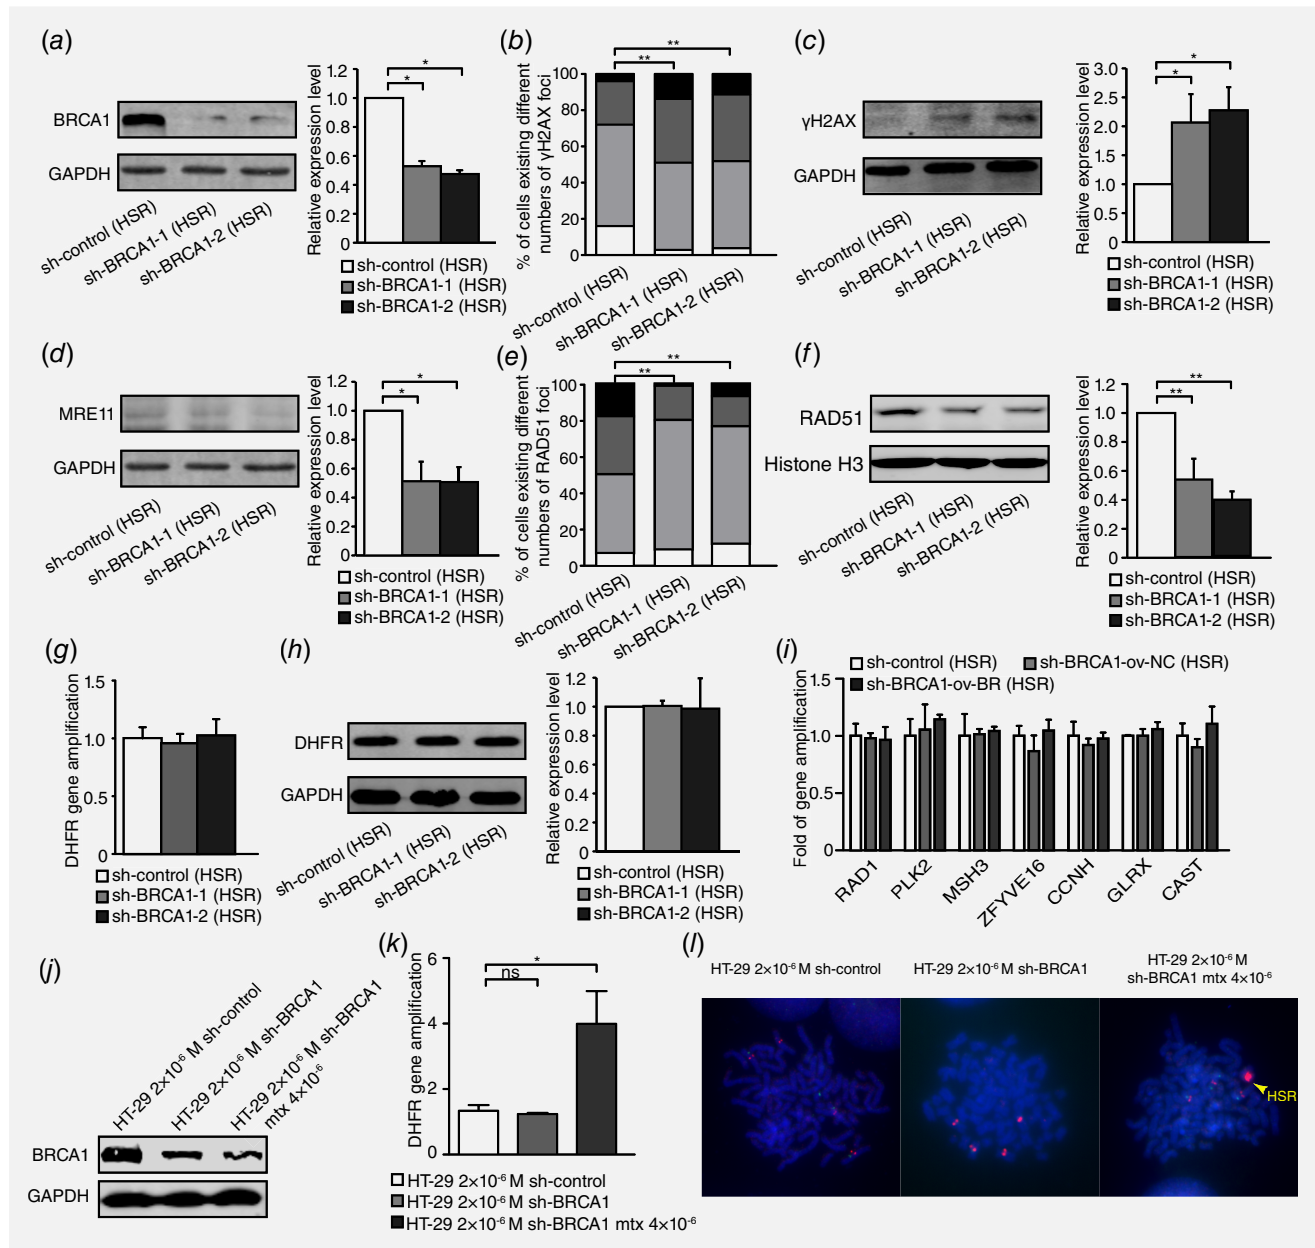 (a)
BRCA1
GAPDH
sh-control (HSR)
sh-BRCA1-1 (HSR)
sh-BRCA1-2 (HSR)
Relative expression level
1.2
1.0
0.8
0.6
0.4
0.2
0
*
*
sh-control (HSR)
sh-BRCA1-1 (HSR)
sh-BRCA1-2 (HSR)
(b)
% of cells existing different
numbers of γH2AX foci
100
80
60
40
20
0
**
**
sh-control (HSR)
sh-BRCA1-1 (HSR)
sh-BRCA1-2 (HSR)
(c)
γH2AX
GAPDH
sh-control (HSR)
sh-BRCA1-1 (HSR)
sh-BRCA1-2 (HSR)
Relative expression level
3.0
2.5
2.0
1.5
1.0
0.5
0
*
*
sh-control (HSR)
sh-BRCA1-1 (HSR)
sh-BRCA1-2 (HSR)
(d)
MRE11
GAPDH
sh-control (HSR)
sh-BRCA1-1 (HSR)
sh-BRCA1-2 (HSR)
Relative expression level
1.2
1.0
0.8
0.6
0.4
0.2
0
*
*
sh-control (HSR)
sh-BRCA1-1 (HSR)
sh-BRCA1-2 (HSR)
(e)
% of cells existing different
numbers of RAD51 foci
100
80
60
40
20
0
**
**
sh-control (HSR)
sh-BRCA1-1 (HSR)
sh-BRCA1-2 (HSR)
(f)
RAD51
Histone H3
sh-control (HSR)
sh-BRCA1-1 (HSR)
sh-BRCA1-2 (HSR)
Relative expression level
1.2
1.0
0.8
0.6
0.4
0.2
0
**
**
sh-control (HSR)
sh-BRCA1-1 (HSR)
sh-BRCA1-2 (HSR)
(g)
DHFR gene amplification
1.5
1.0
0.5
0
sh-control (HSR)
sh-BRCA1-1 (HSR)
sh-BRCA1-2 (HSR)
(h)
DHFR
GAPDH
sh-control (HSR)
sh-BRCA1-1 (HSR)
sh-BRCA1-2 (HSR)
Relative expression level
1.2
1.0
0.8
0.6
0.4
0.2
0
sh-control (HSR)
sh-BRCA1-1 (HSR)
sh-BRCA1-2 (HSR)
(i)
sh-control (HSR)
sh-BRCA1-ov-NC (HSR)
sh-BRCA1-ov-BR (HSR)
Fold of gene amplification
1.5
1.0
0.5
0
RAD1
PLK2
MSH3
ZFYVE16
CCNH
GLRX
CAST
(j)
HT-29 2×10⁻⁶ M sh-control
HT-29 2×10⁻⁶ M sh-BRCA1
HT-29 2×10⁻⁶ M sh-BRCA1
mtx 4×10⁻⁶
BRCA1
GAPDH
(k)
DHFR gene amplification
6
4
2
0
ns
*
HT-29 2×10⁻⁶ M sh-control
HT-29 2×10⁻⁶ M sh-BRCA1
HT-29 2×10⁻⁶ M sh-BRCA1 mtx 4×10⁻⁶
(l)
HT-29 2×10⁻⁶ M sh-control
HT-29 2×10⁻⁶ M sh-BRCA1
HT-29 2×10⁻⁶ M
sh-BRCA1 mtx 4×10⁻⁶
HSR